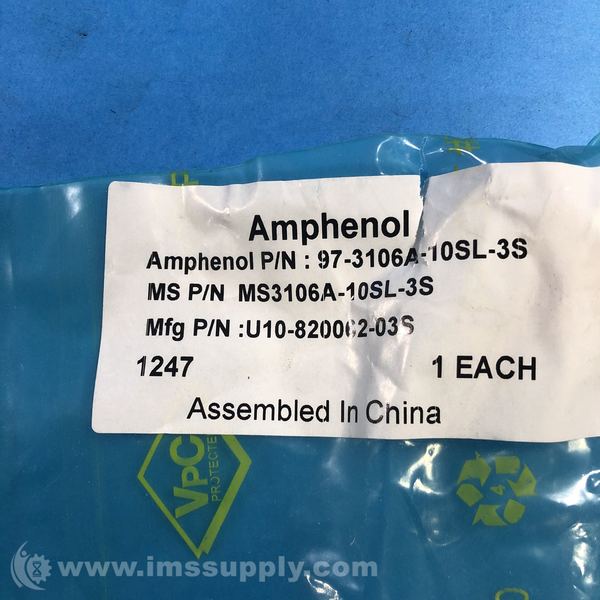 Amphenol
Amphenol P/N : 97-3106A-10SL-3S
MS P/N MS3106A-10SL-3S
Mfg P/N :U10-820062-03S
1247 1 EACH
Assembled In China
VpCI
PROTECTED
www.imssupply.com